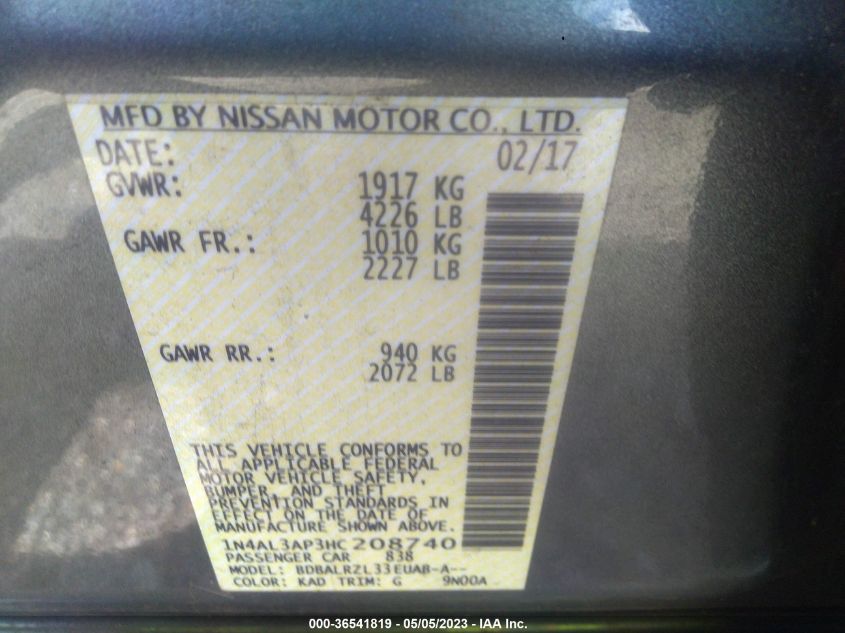 MFD BY NISSAN MOTOR CO., LTD.
DATE: 02/17
GVWR: 1917 KG
4226 LB
GAWR FR.: 1010 KG
2227 LB
GAWR RR.: 940 KG
2072 LB
THIS VEHICLE CONFORMS TO
ALL APPLICABLE FEDERAL
MOTOR VEHICLE SAFETY,
BUMPER, AND THEFT
PREVENTION STANDARDS IN
EFFECT ON THE DATE OF
MANUFACTURE SHOWN ABOVE.
1N4AL3AP3HC208740
PASSENGER CAR 838
MODEL: BDBALRZL33EUAB-A--
COLOR: KAD TRIM: G 9N00A
000-36541819 - 05/05/2023 - IAA Inc.